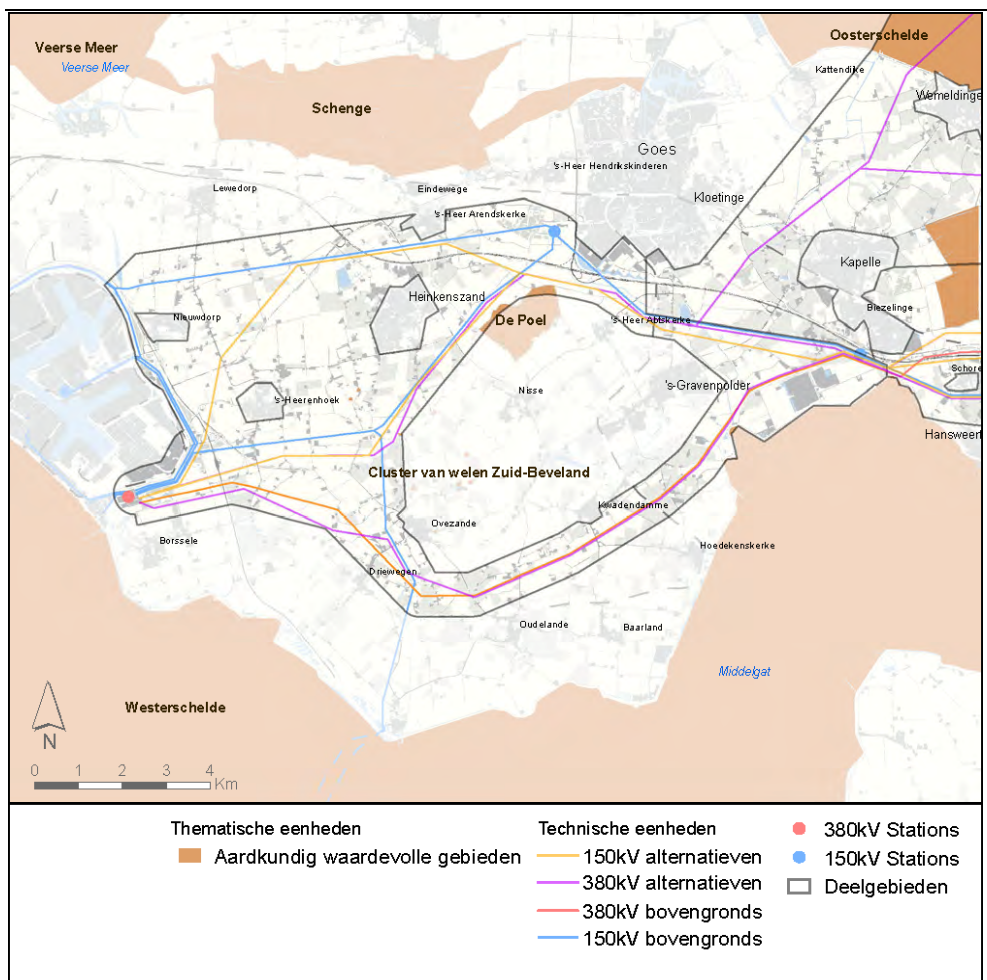 Veerse Meer
Veerse Meer
Oosterschelde
Kattendijke
Wemeldinge
Schenge
Goes
's-Heer Hendrikskinderen
Lewedorp
Eindewege
Kloetinge
's-Heer Arendskerke
Kapelle
Heinkenszand
Biezelinge
Nieuwdorp
De Poel
's-Heer Abtskerke
Schore
's-Gravenpolder
Nisse
's-Heerenhoek
Hansweert
Cluster van welen Zuid-Beveland
Kwadendamme
Ovezande
Borssele
Hoedekenskerke
Driewegen
Oudelande
Baarland
Middelgat
Westerschelde
N
0 1 2 3 4
Km
Thematische eenheden
Aardkundig waardevolle gebieden
Technische eenheden
150kV alternatieven
380kV alternatieven
380kV bovengronds
150kV bovengronds
380kV Stations
150kV Stations
Deelgebieden